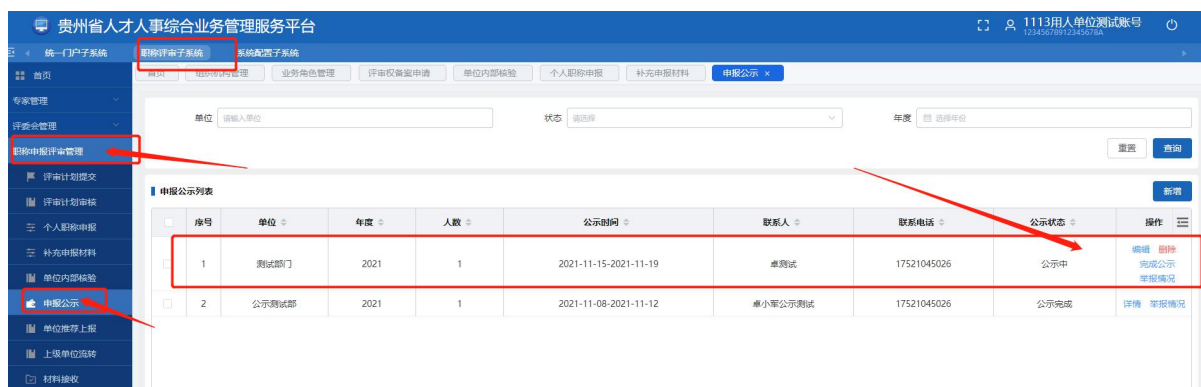 贵州省人才人事综合业务管理服务平台
1113用人单位测试账号
12345678912345678A
统一门户子系统 职称评审子系统 系统配置子系统
首页
首页 组织机构管理 业务角色管理 评审权备案申请 单位内部核验 个人职称申报 补充申报材料 申报公示 ×
专家管理
评委会管理
职称申报评审管理
评审计划提交
评审计划审核
个人职称申报
补充申报材料
单位内部核验
申报公示
单位推荐上报
上级单位流转
材料接收
单位 请输入单位 状态 请选择 年度 选择年份
重置 查询
申报公示列表 新增
序号 单位 年度 人数 公示时间 联系人 联系电话 公示状态 操作
1 测试部门 2021 1 2021-11-15-2021-11-19 卓测试 17521045026 公示中 编辑 删除
完成公示
举报情况
2 公示测试部 2021 1 2021-11-08-2021-11-12 卓小军公示测试 17521045026 公示完成 详情 举报情况